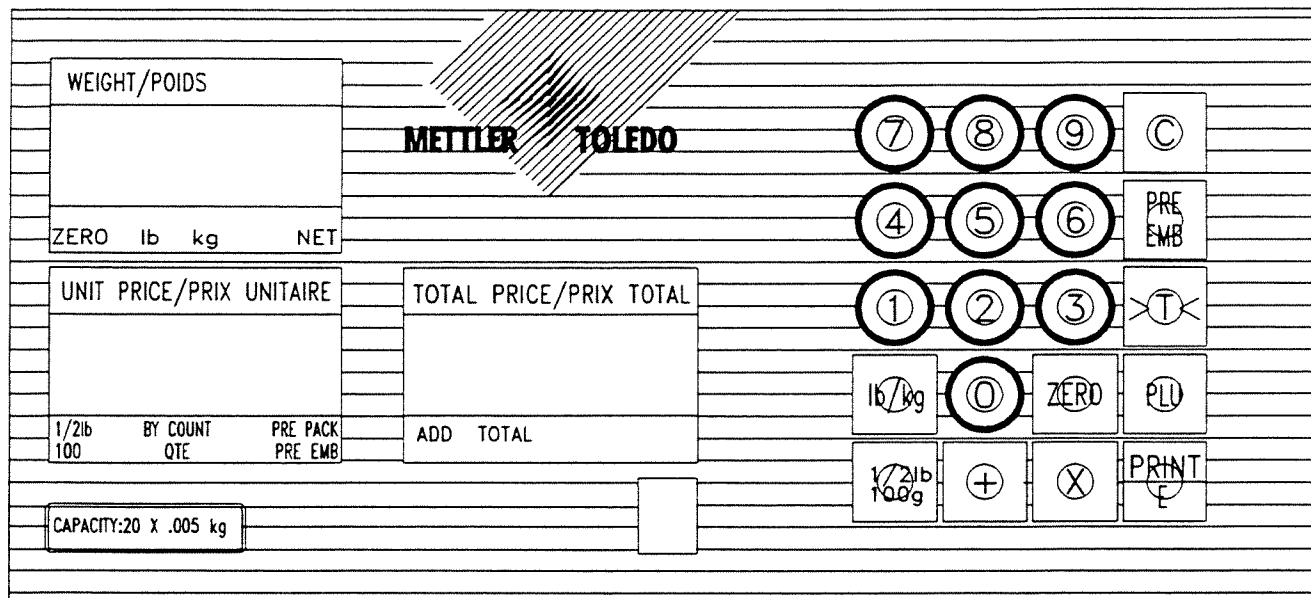 WEIGHT/POIDS
ZERO lb kg NET
METTLER TOLEDO
UNIT PRICE/PRIX UNITAIRE
1/2lb BY COUNT PRE PACK
100 QTE PRE EMB
TOTAL PRICE/PRIX TOTAL
ADD TOTAL
CAPACITY:20 X .005 kg
7 8 9 C
4 5 6 PRE
EMB
1 2 3 >T<
lb/kg 0 ZERO PLU
1/2lb + X PRINT
100g E